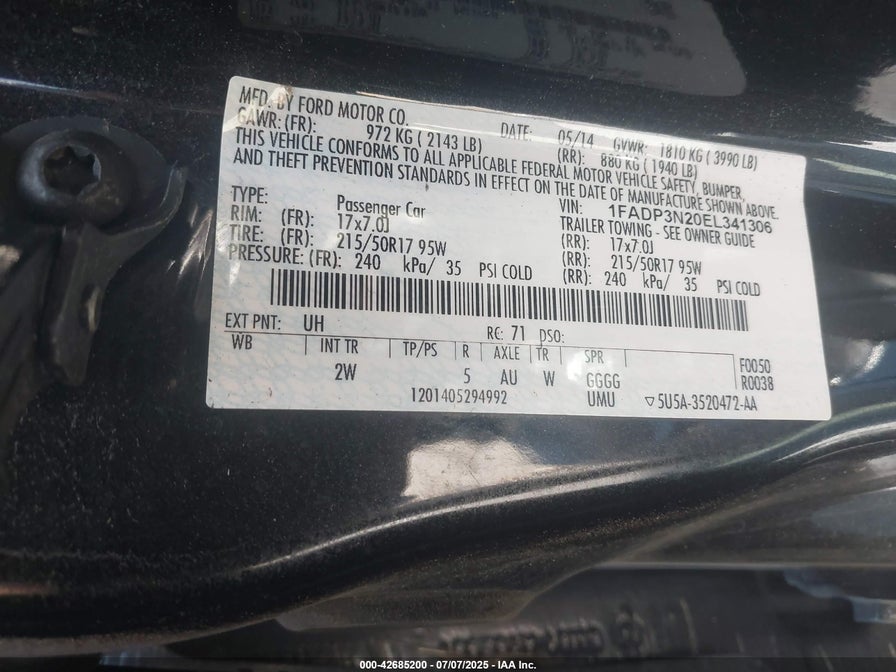 MFD. BY FORD MOTOR CO.
DATE: 05/14 GVWR: 1810 KG ( 3990 LB)
GAWR: (FR): 972 KG ( 2143 LB) (RR): 880 KG ( 1940 LB)
THIS VEHICLE CONFORMS TO ALL APPLICABLE FEDERAL MOTOR VEHICLE SAFETY, BUMPER,
AND THEFT PREVENTION STANDARDS IN EFFECT ON THE DATE OF MANUFACTURE SHOWN ABOVE.
VIN: 1FADP3N20EL341306
TYPE: Passenger Car TRAILER TOWING - SEE OWNER GUIDE
RIM: (FR): 17x7.0J (RR): 17x7.0J
TIRE: (FR): 215/50R17 95W (RR): 215/50R17 95W
PRESSURE: (FR): 240 kPa/ 35 PSI COLD (RR): 240 kPa/ 35 PSI COLD
EXT PNT: UH RC: 71 DSO:
WB INT TR TP/PS R AXLE TR SPR F0050
2W 5 AU W GGGG R0038
1201405294992 UMU ▽5U5A-3520472-AA
000-42685200 - 07/07/2025 - IAA Inc.